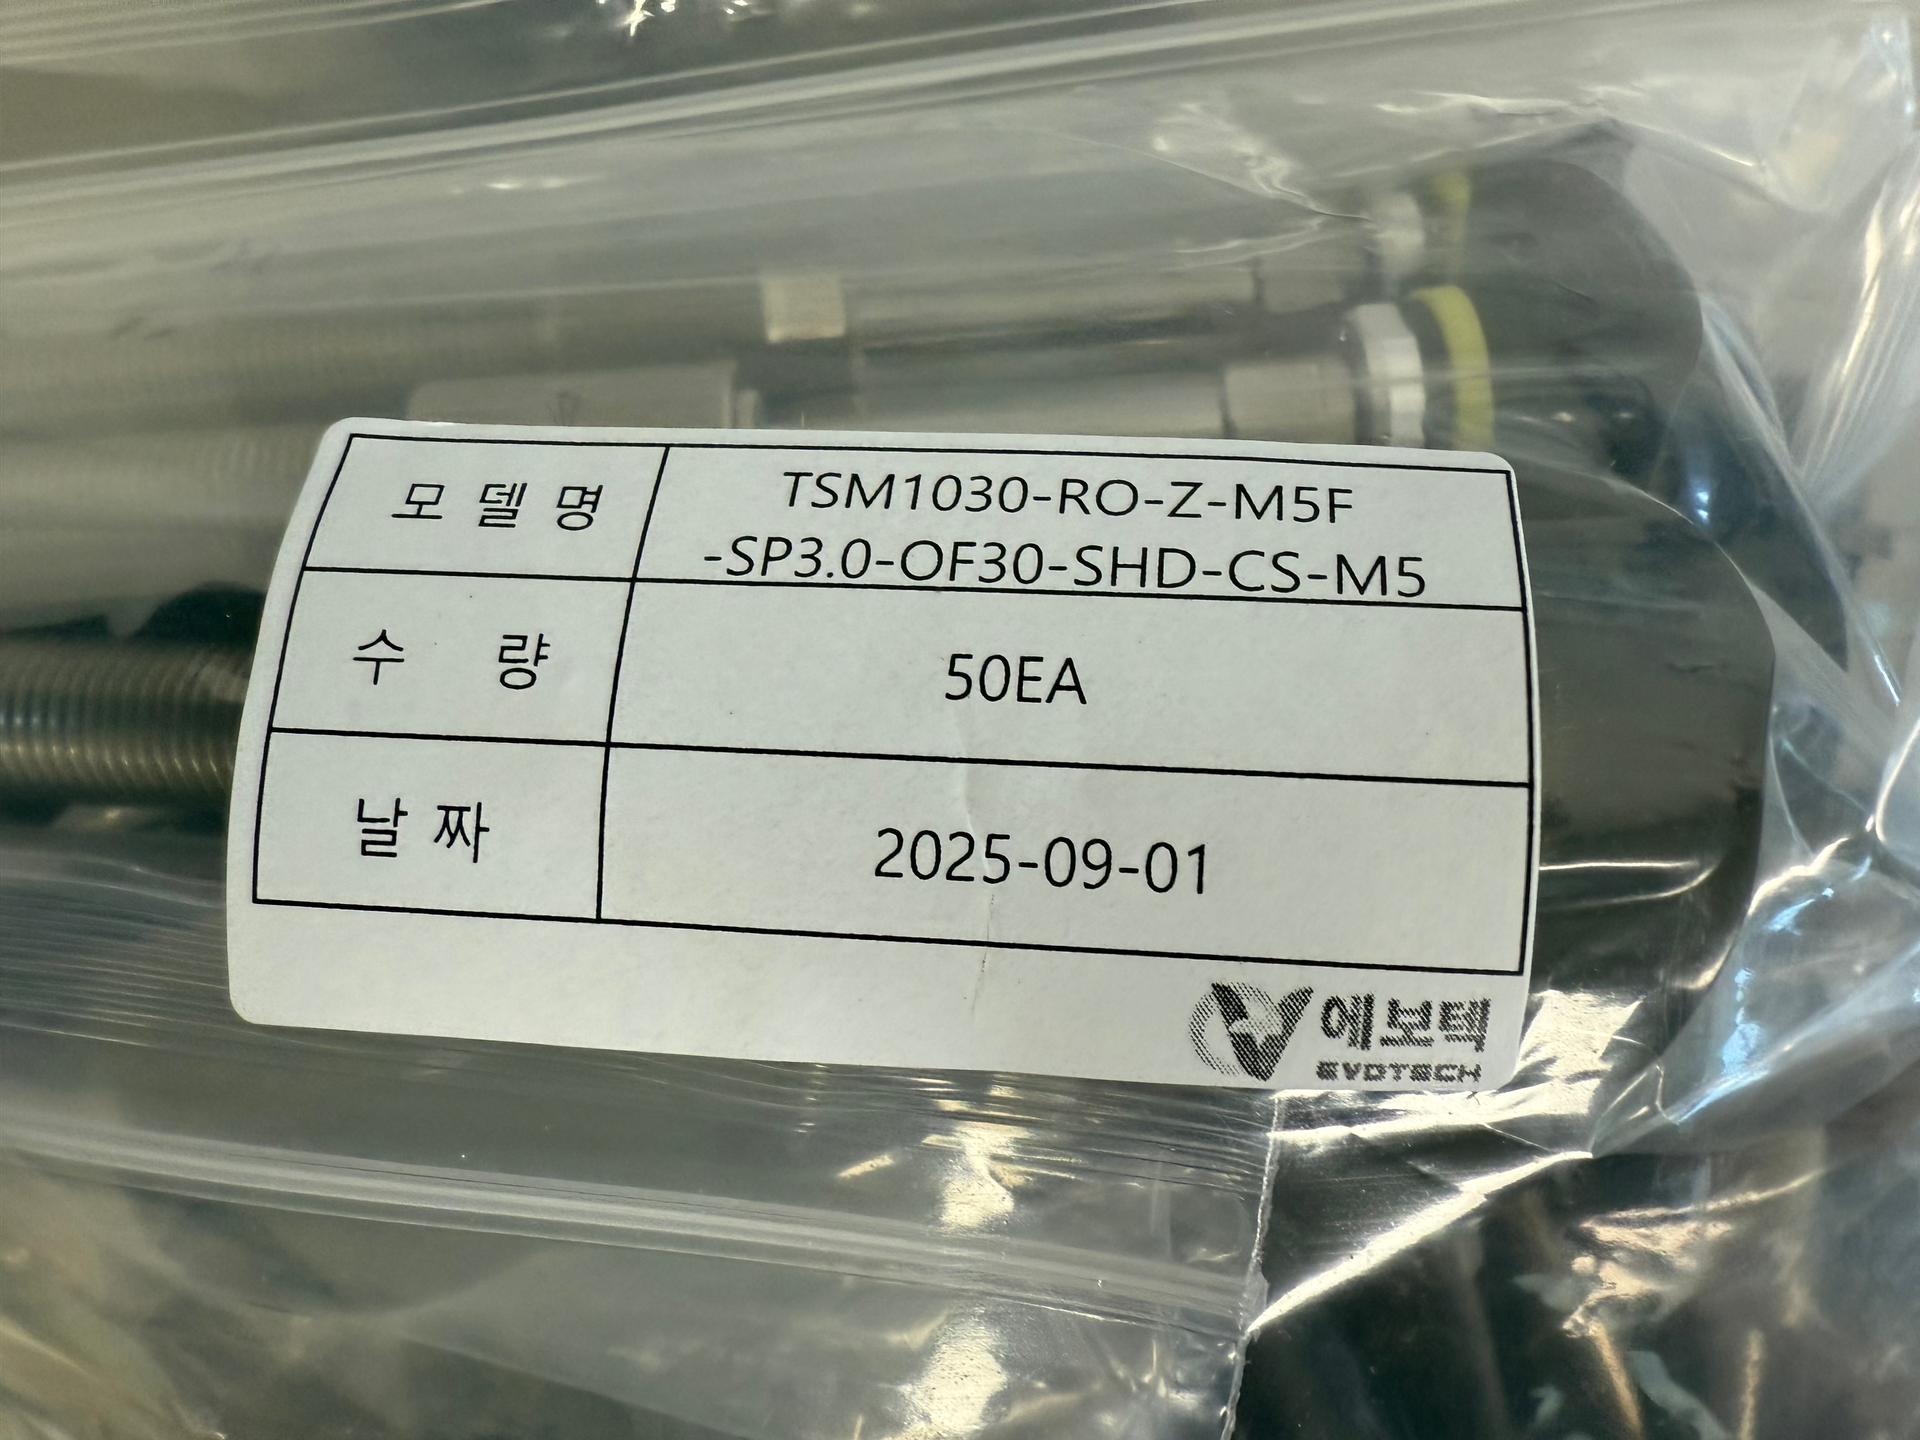 모 델 명
TSM1030-RO-Z-M5F
-SP3.0-OF30-SHD-CS-M5
수 량
50EA
날 짜
2025-09-01
에보텍
EVOTECH